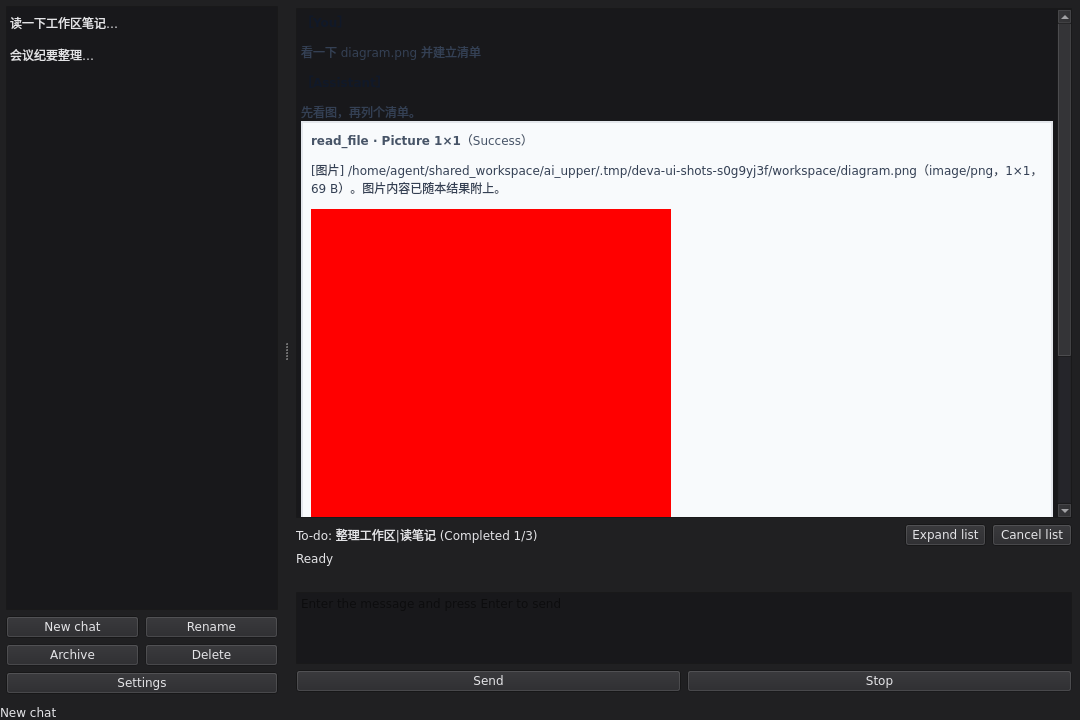 读一下工作区笔记…
会议纪要整理…
看一下 diagram.png 并建立清单
先看图，再列个清单。
read_file · Picture 1×1（Success）
[图片] /home/agent/shared_workspace/ai_upper/.tmp/deva-ui-shots-s0g9yj3f/workspace/diagram.png（image/png，1×1，
69 B）。图片内容已随本结果附上。
To-do: 整理工作区|读笔记 (Completed 1/3)
Expand list
Cancel list
Ready
Enter the message and press Enter to send
New chat
Rename
Archive
Delete
Settings
Send
Stop
New chat